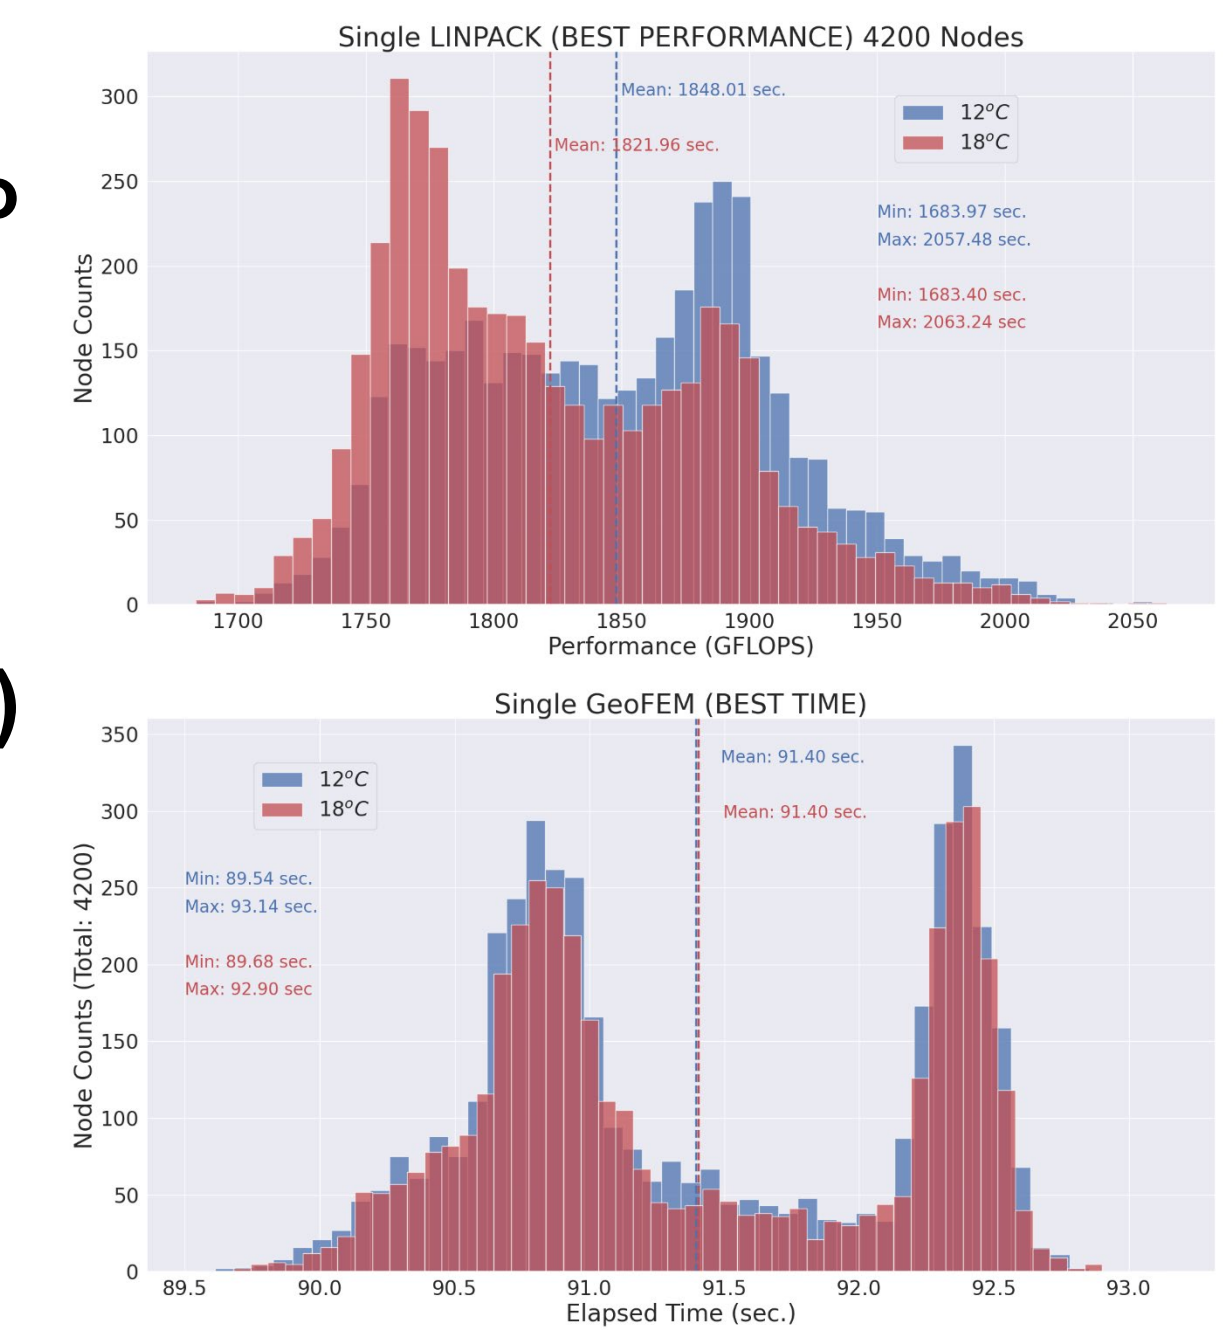 Single LINPACK (BEST PERFORMANCE) 4200 Nodes
Mean: 1848.01 sec.
Mean: 1821.96 sec.
12°C
18°C
Min: 1683.97 sec.
Max: 2057.48 sec.
Min: 1683.40 sec.
Max: 2063.24 sec
Node Counts
300
250
200
150
100
50
0
1700 1750 1800 1850 1900 1950 2000 2050
Performance (GFLOPS)
)
Single GeoFEM (BEST TIME)
Mean: 91.40 sec.
Mean: 91.40 sec.
12°C
18°C
Min: 89.54 sec.
Max: 93.14 sec.
Min: 89.68 sec.
Max: 92.90 sec
Node Counts (Total: 4200)
350
300
250
200
150
100
50
0
89.5 90.0 90.5 91.0 91.5 92.0 92.5 93.0
Elapsed Time (sec.)